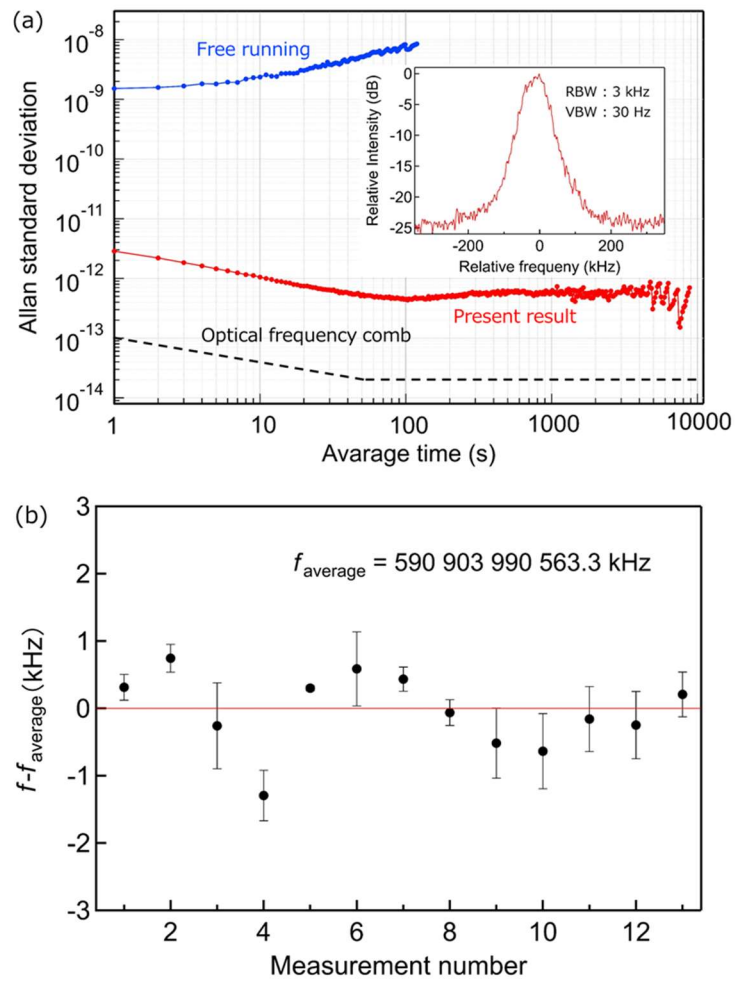 (a)
10-8
10-9
10-10
10-11
10-12
10-13
10-14
Allan standard deviation
Free running
Present result
Optical frequency comb
1
10
100
1000
10000
Avarage time (s)
0
-5
-10
-15
-20
-25
Relative Intensity (dB)
RBW : 3 kHz
VBW : 30 Hz
-200
0
200
Relative frequeny (kHz)
(b)
3
2
1
0
-1
-2
-3
f-faverage(kHz)
faverage = 590 903 990 563.3 kHz
2
4
6
8
10
12
Measurement number